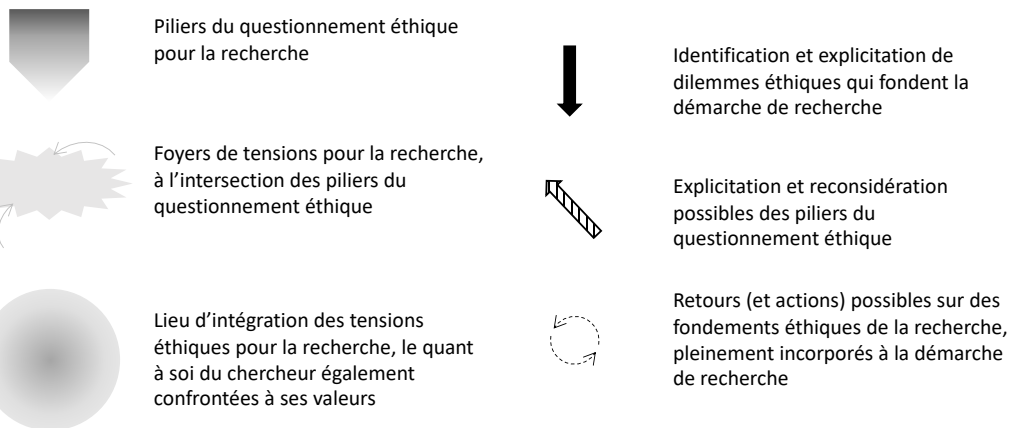 Piliers du questionnement éthique
pour la recherche
Foyers de tensions pour la recherche,
à l'intersection des piliers du
questionnement éthique
Lieu d'intégration des tensions
éthiques pour la recherche, le quant
à soi du chercheur également
confrontées à ses valeurs
Identification et explicitation de
dilemmes éthiques qui fondent la
démarche de recherche
Explicitation et reconsidération
possibles des piliers du
questionnement éthique
Retours (et actions) possibles sur des
fondements éthiques de la recherche,
pleinement incorporés à la démarche
de recherche